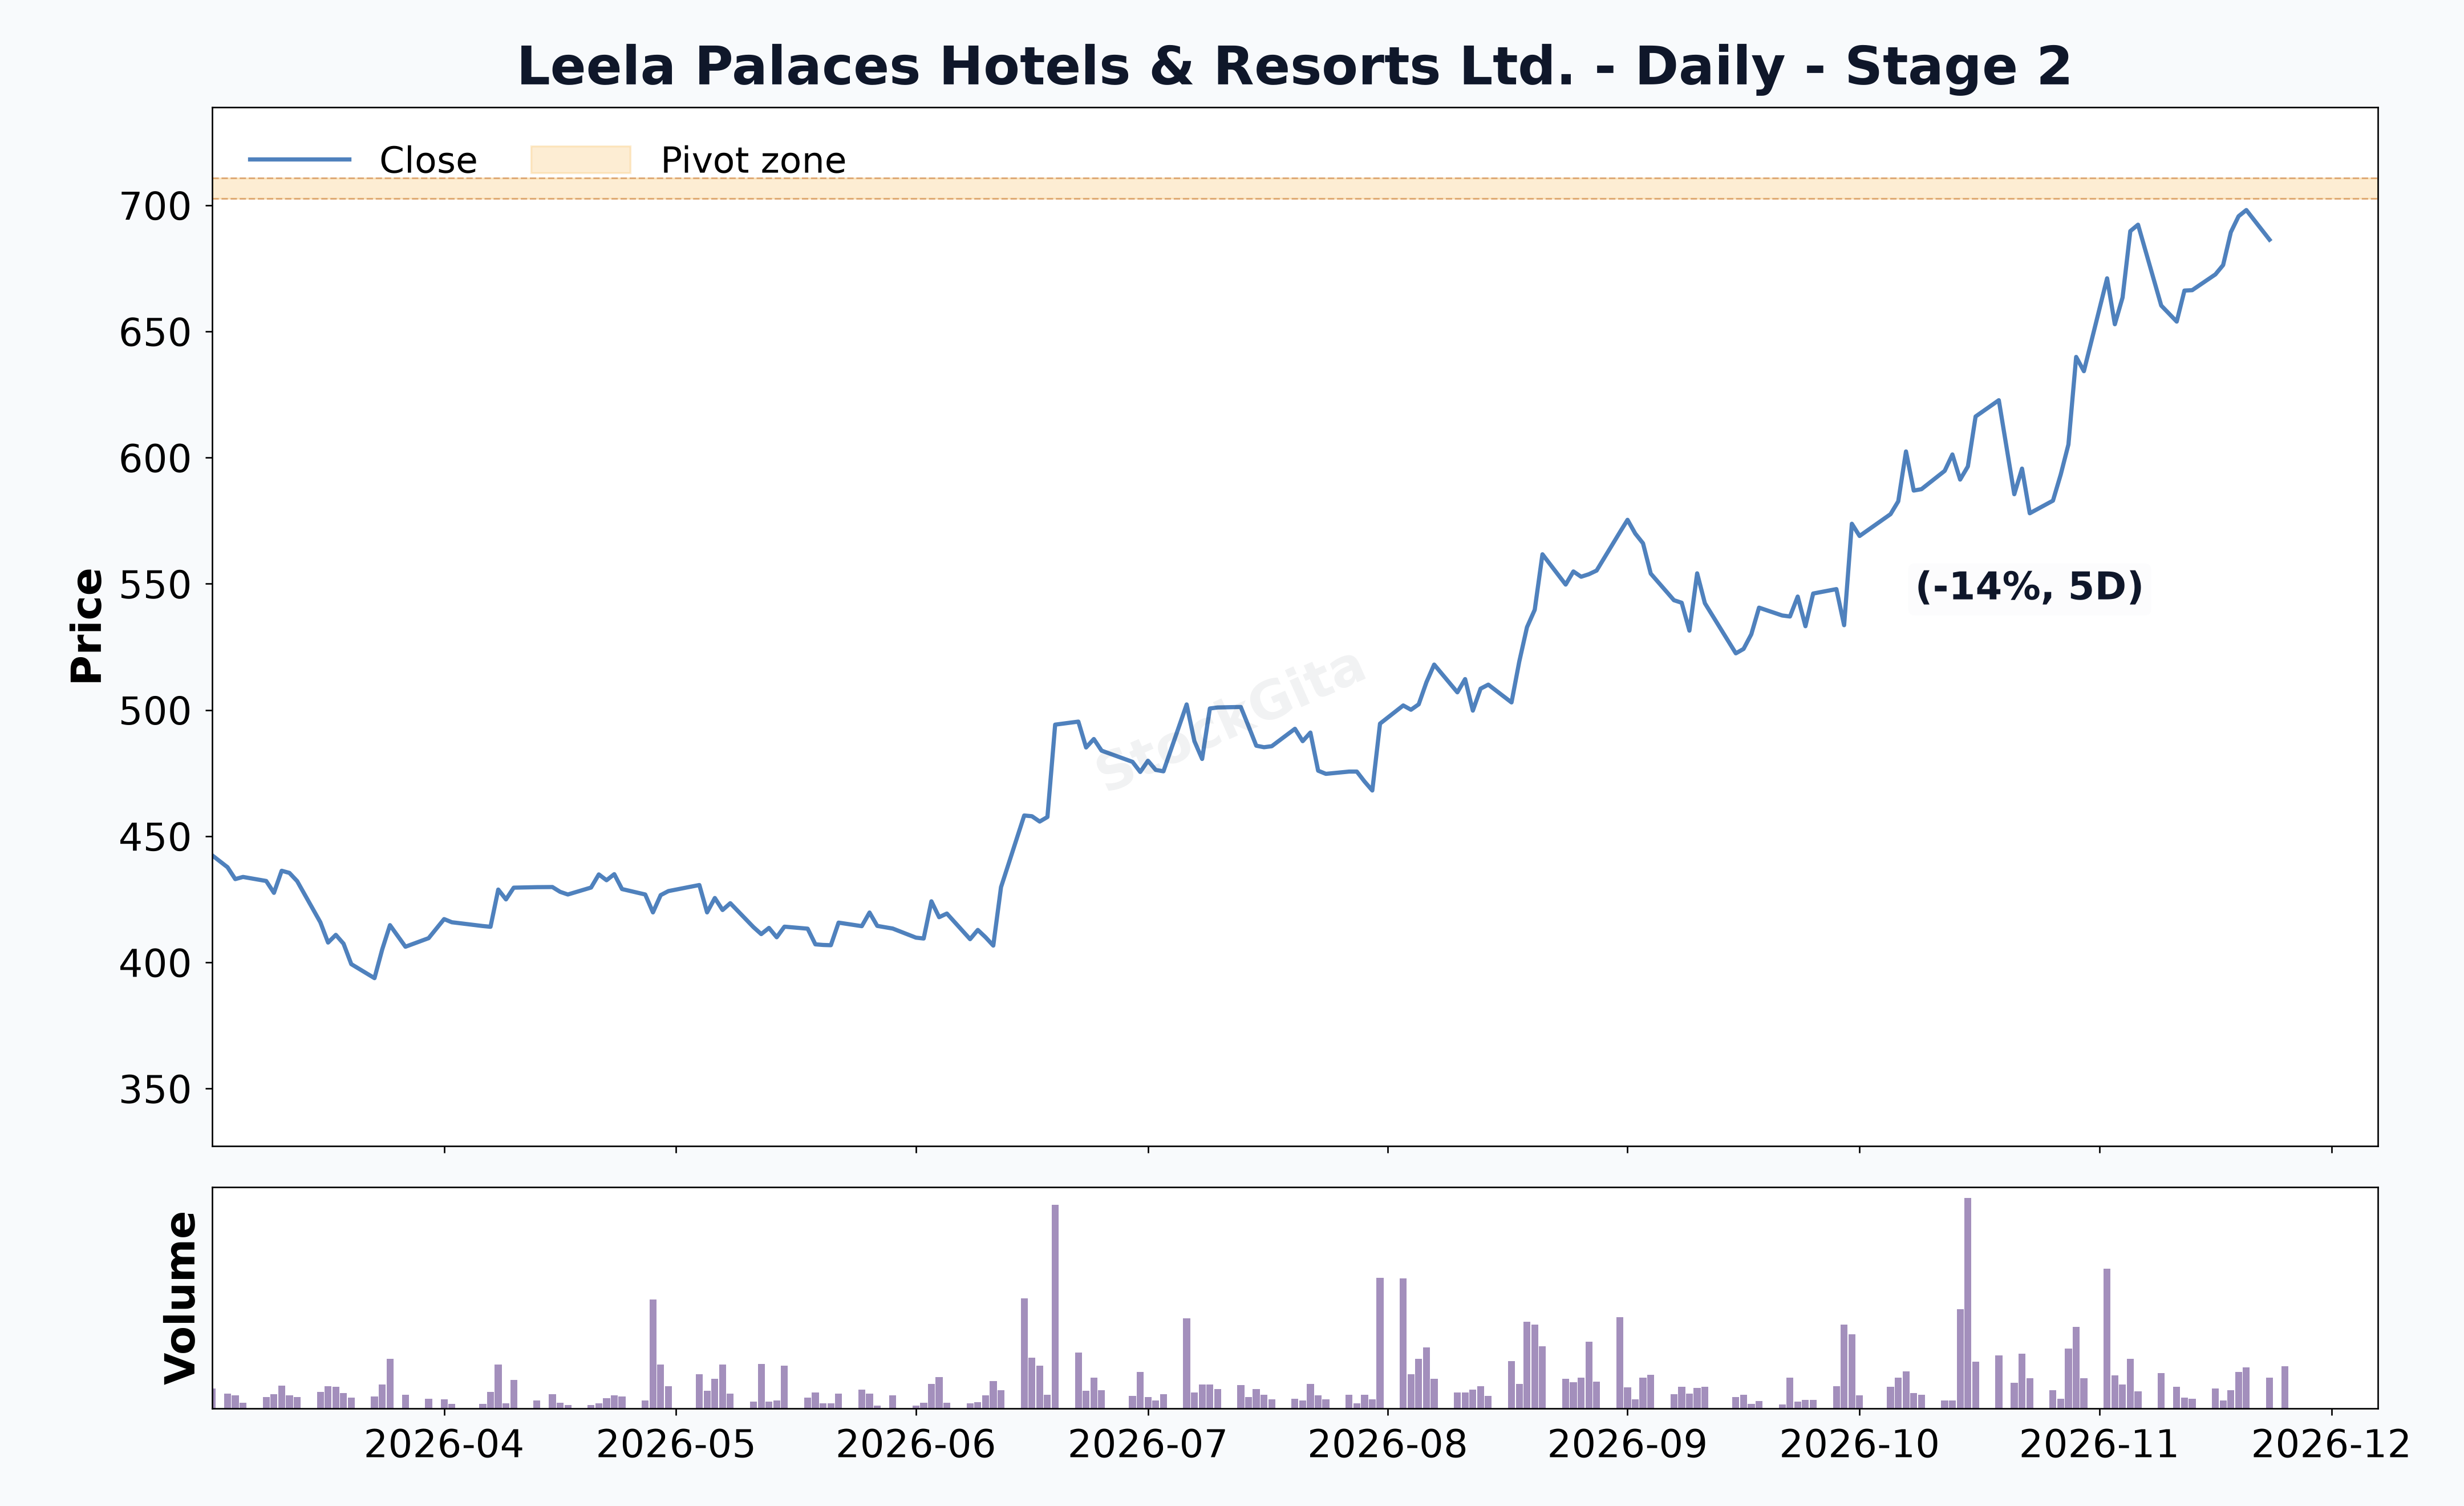 Leela Palaces Hotels & Resorts Ltd. - Daily - Stage 2
Close
Pivot zone
Price
700
650
600
550
500
450
400
350
(-14%, 5D)
StockGita
Volume
2026-04
2026-05
2026-06
2026-07
2026-08
2026-09
2026-10
2026-11
2026-12